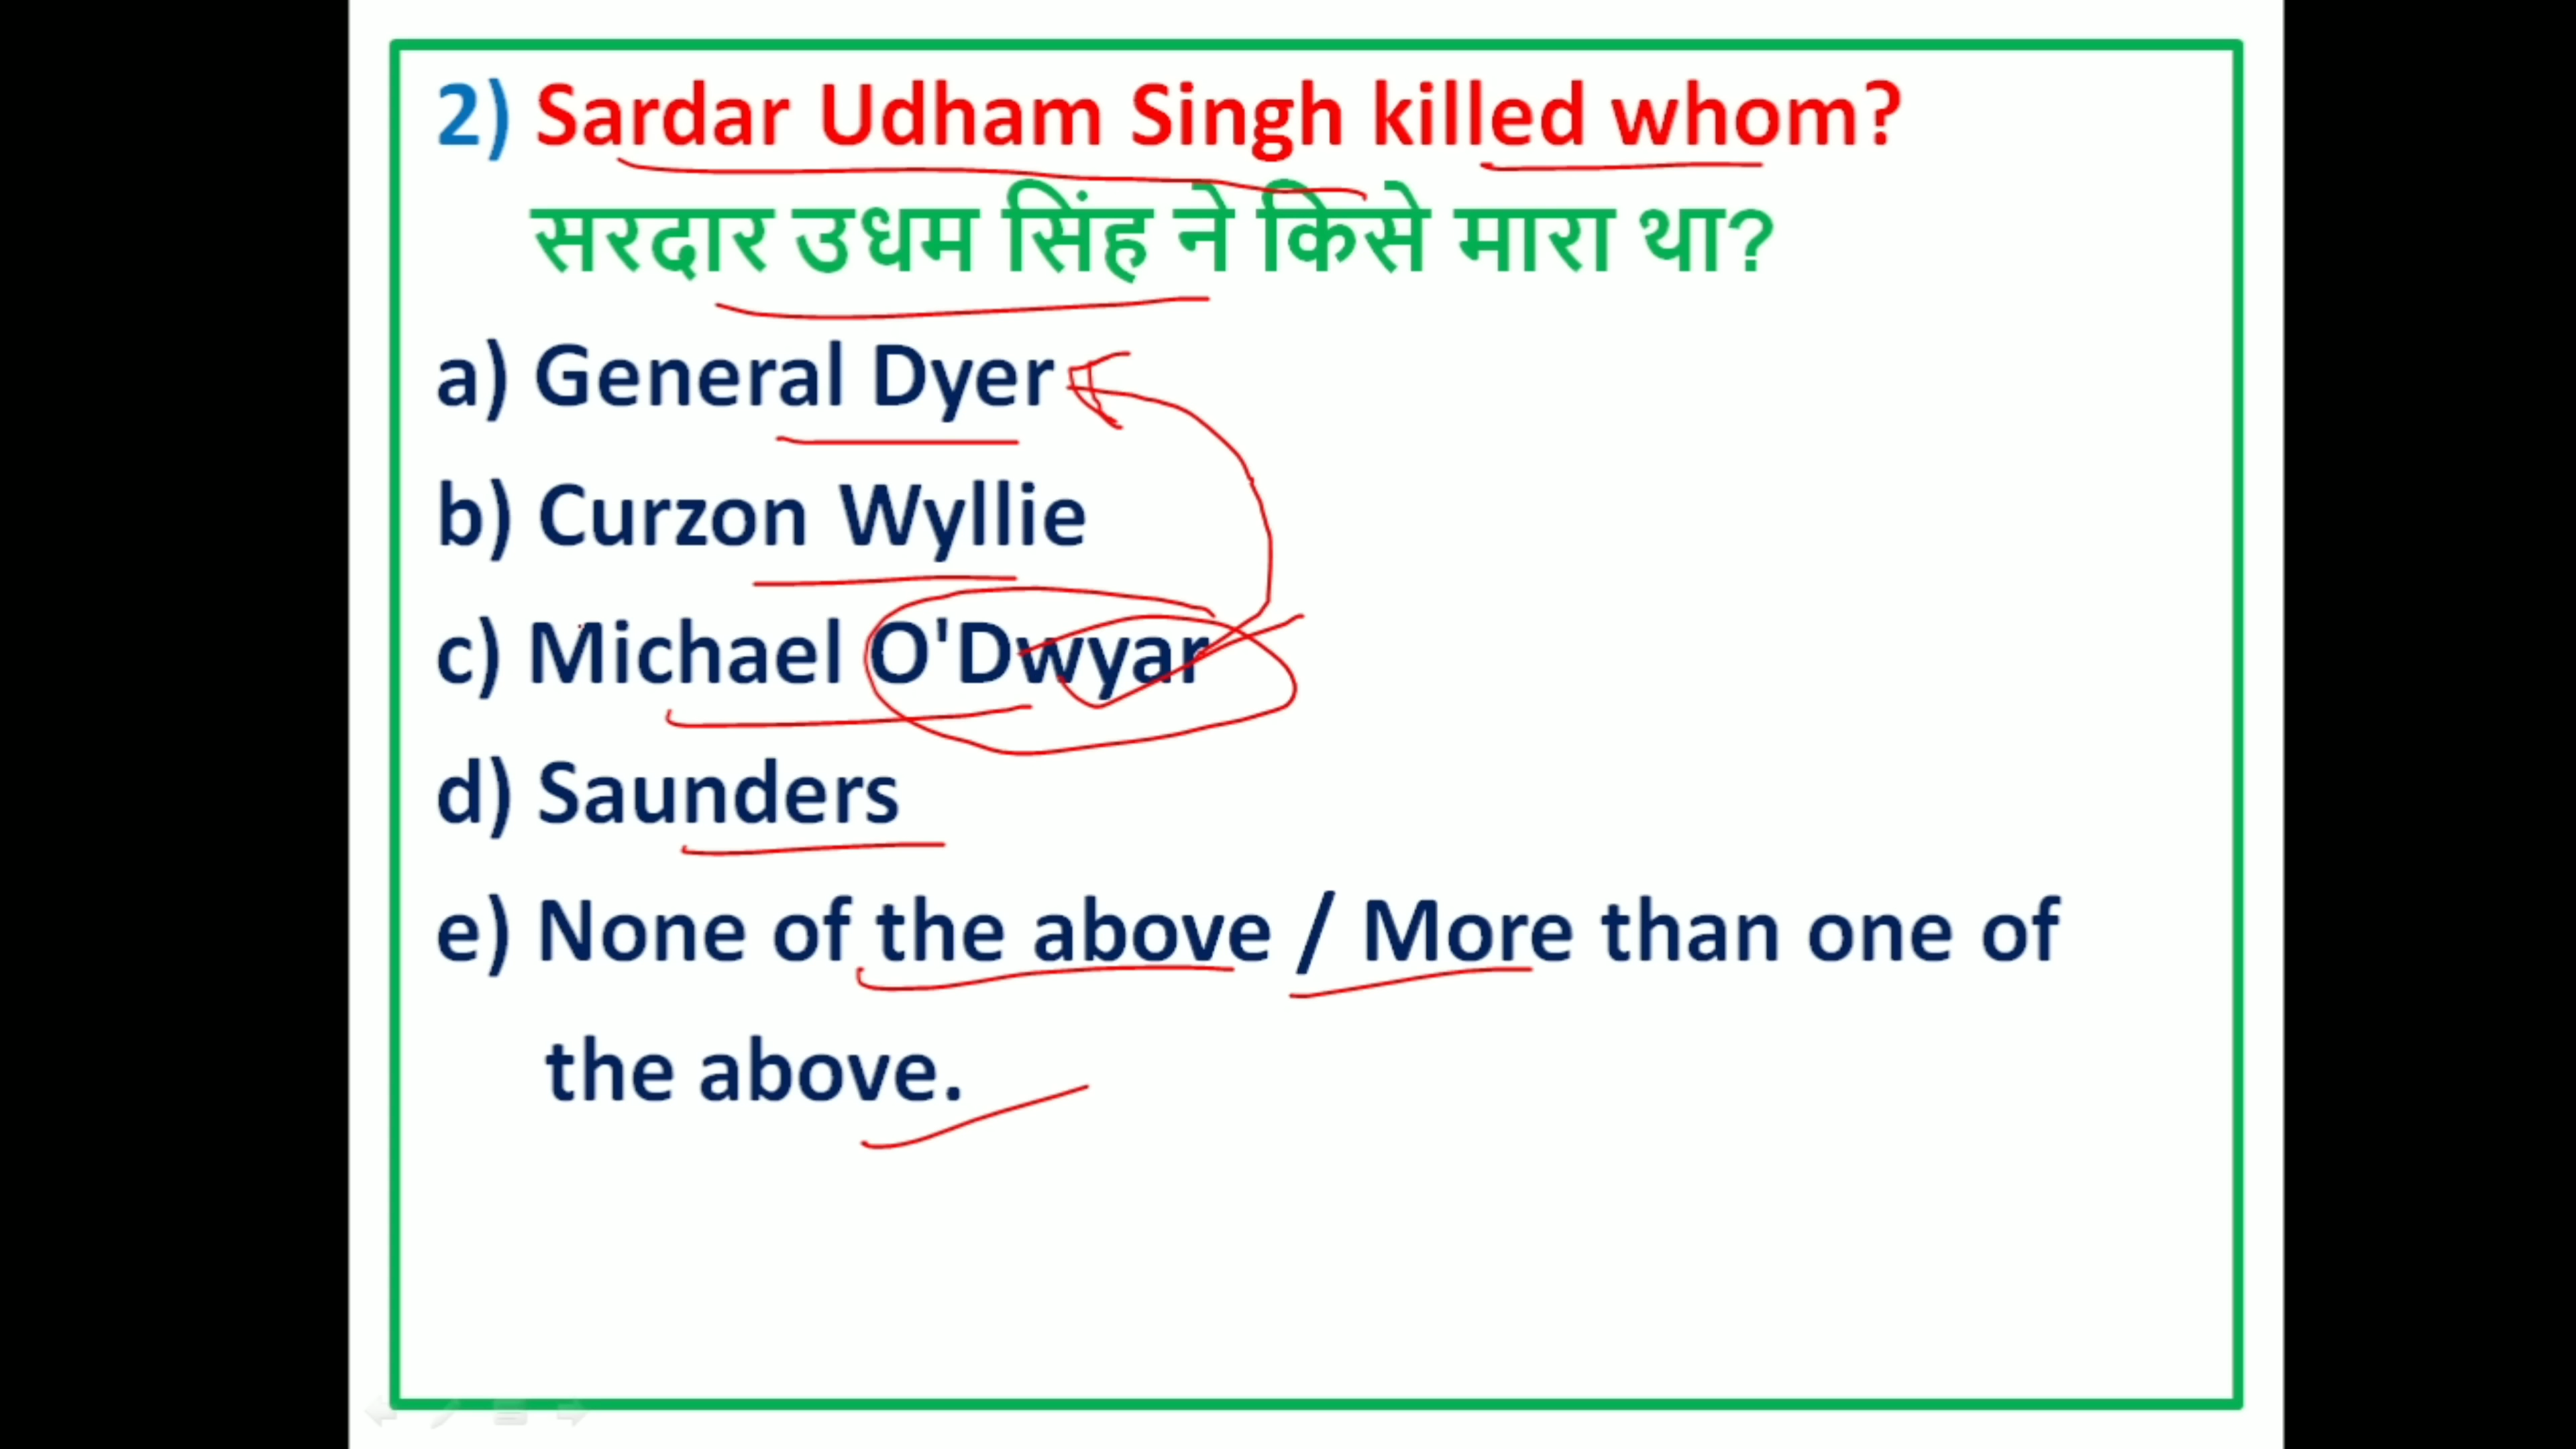 2) Sardar Udham Singh killed whom?
सरदार उधम सिंह ने किसे मारा था?
a) General Dyer
b) Curzon Wyllie
c) Michael O'Dwyar
d) Saunders
e) None of the above / More than one of
the above.